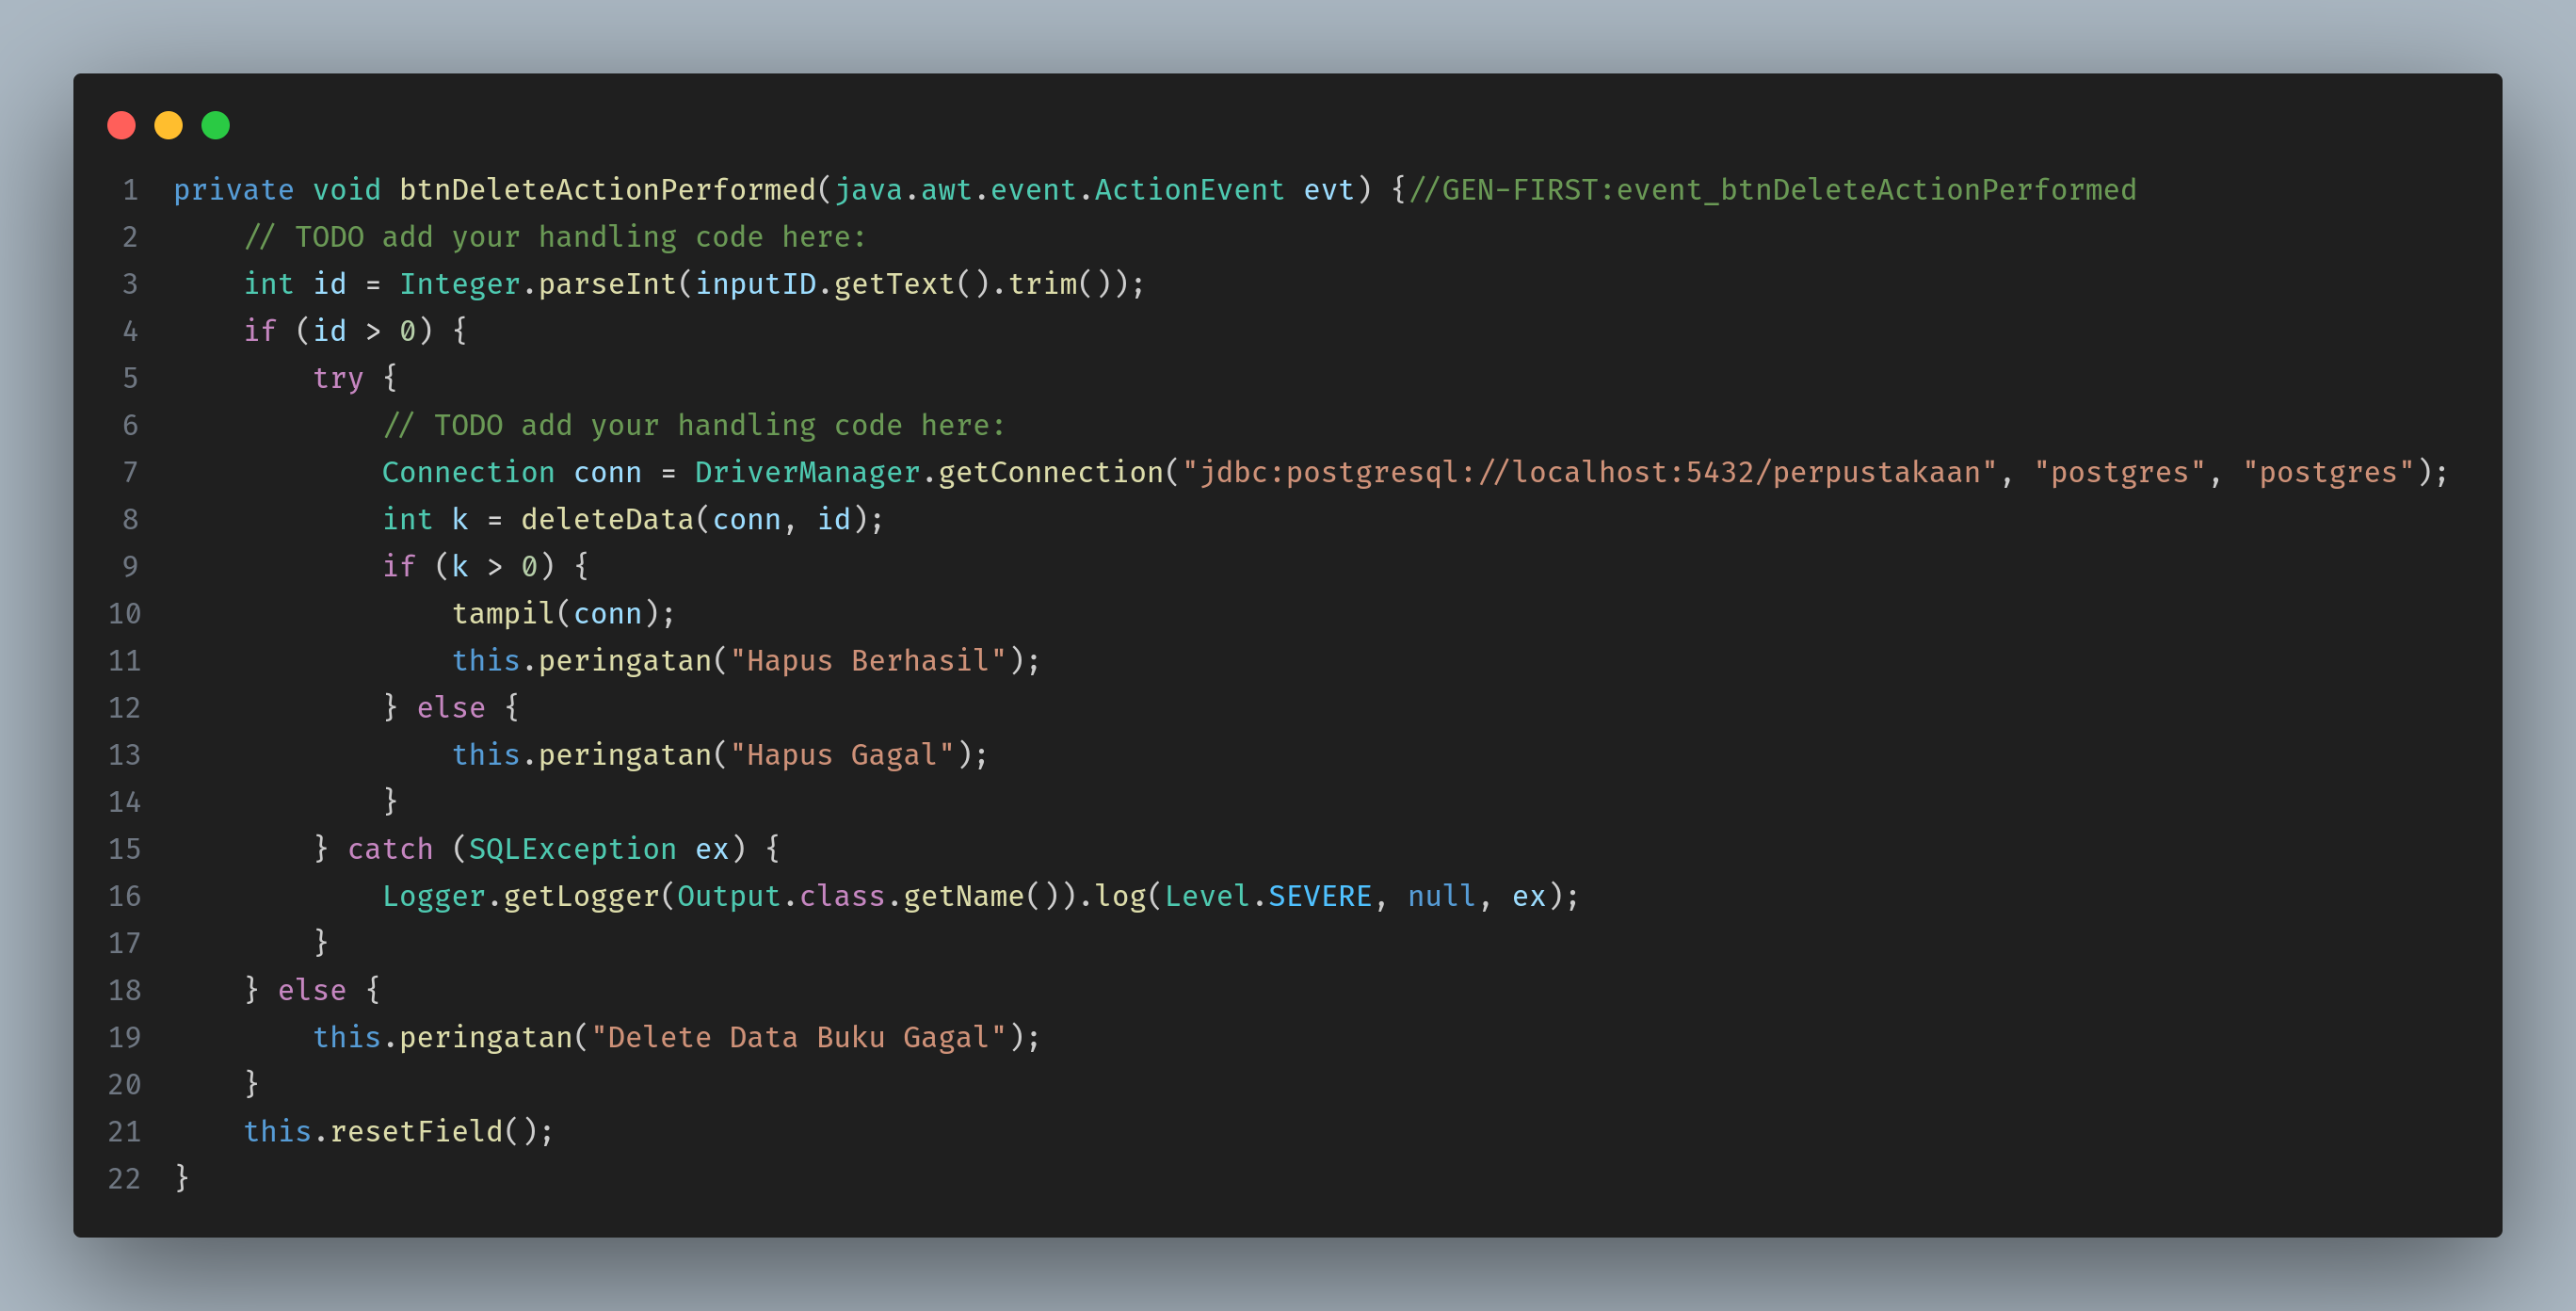 1 private void btnDeleteActionPerformed(java.awt.event.ActionEvent evt) {//GEN-FIRST:event_btnDeleteActionPerformed
2     // TODO add your handling code here:
3     int id = Integer.parseInt(inputID.getText().trim());
4     if (id > 0) {
5         try {
6             // TODO add your handling code here:
7             Connection conn = DriverManager.getConnection("jdbc:postgresql://localhost:5432/perpustakaan", "postgres", "postgres");
8             int k = deleteData(conn, id);
9             if (k > 0) {
10                 tampil(conn);
11                 this.peringatan("Hapus Berhasil");
12             } else {
13                 this.peringatan("Hapus Gagal");
14             }
15         } catch (SQLException ex) {
16             Logger.getLogger(Output.class.getName()).log(Level.SEVERE, null, ex);
17         }
18     } else {
19         this.peringatan("Delete Data Buku Gagal");
20     }
21     this.resetField();
22 }